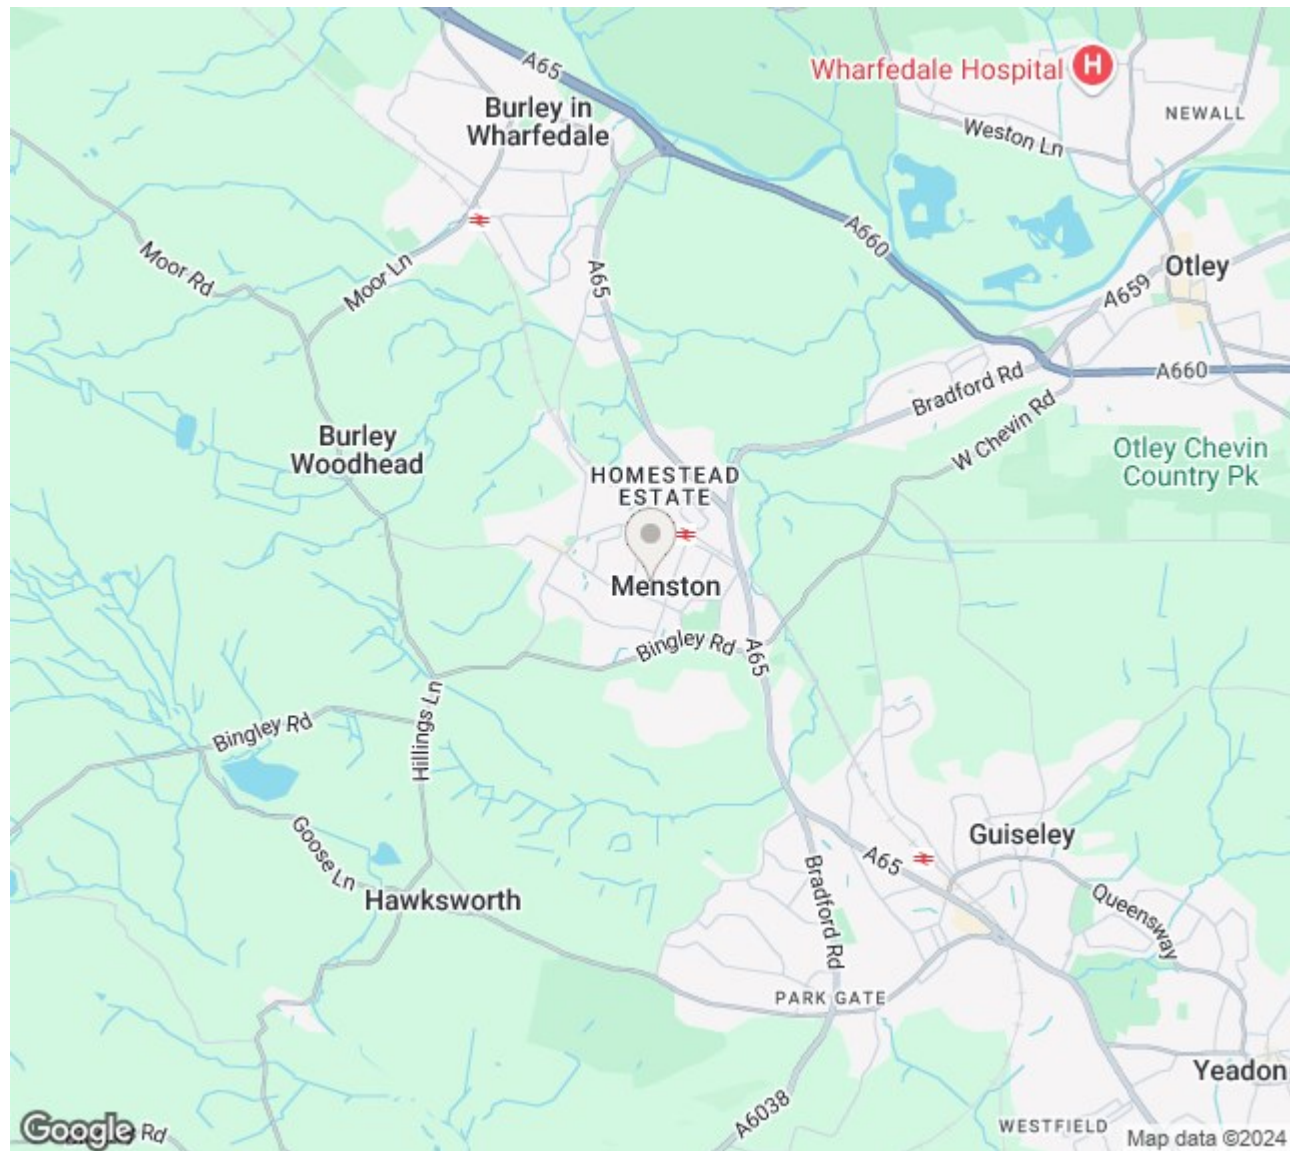 A65
Wharfedale Hospital
H
Burley in
Wharfedale
NEWALL
Weston Ln
A660
Otley
Moor Rd
Moor Ln
A65
A659
A660
Bradford Rd
W Chevin Rd
Burley
Woodhead
Otley Chevin
Country Pk
HOMESTEAD
ESTATE
Menston
Bingley Rd
A65
Hillings Ln
Bingley Rd
Goose Ln
Guiseley
A65
Bradford Rd
Hawksworth
Queensway
PARK GATE
Yeadon
A6038
WESTFIELD
Google
Rd
Map data ©2024